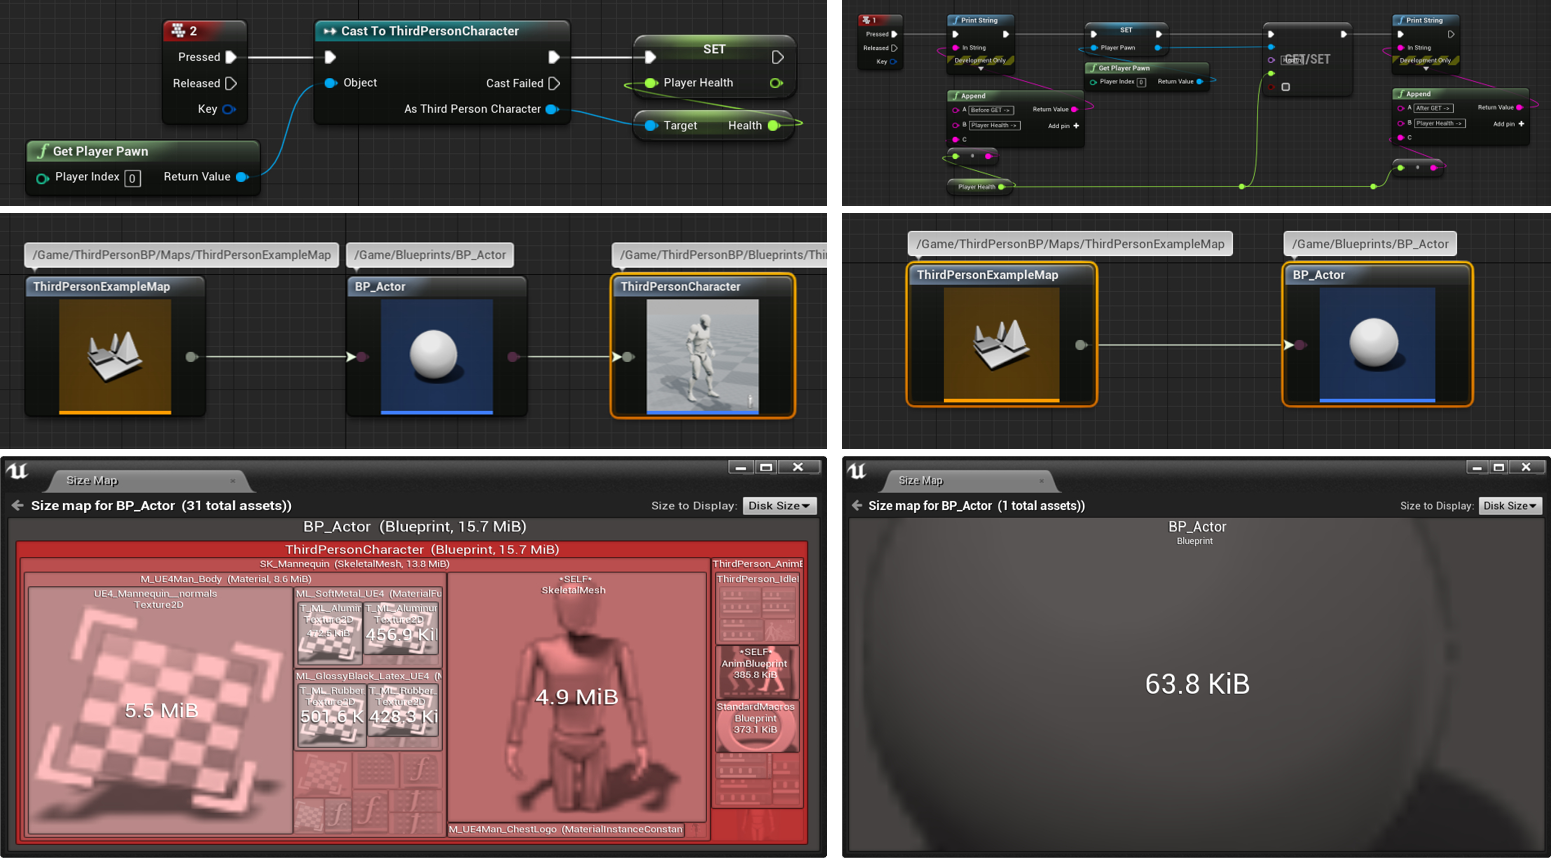 2
Pressed
Released
Key
Cast To ThirdPersonCharacter
Object
Cast Failed
As Third Person Character
SET
Player Health
Target
Health
f Get Player Pawn
Player Index 0
Return Value
1
Pressed
Released
Key
Print String
In String
Development Only
SET
Player Pawn
Get Player Pawn
Player Index 0
Return Value
GET/SET
Print String
In String
Development Only
Append
A Before GET ->
Return Value
B Player Health ->
Add pin +
C
Player Health
Append
A After GET ->
Return Value
B Player Health ->
Add pin +
C
/Game/ThirdPersonBP/Maps/ThirdPersonExampleMap
/Game/Blueprints/BP_Actor
/Game/ThirdPersonBP/Blueprints/Thi
ThirdPersonExampleMap
BP_Actor
ThirdPersonCharacter
/Game/ThirdPersonBP/Maps/ThirdPersonExampleMap
/Game/Blueprints/BP_Actor
ThirdPersonExampleMap
BP_Actor
Size Map
Size map for BP_Actor (31 total assets))
Size to Display: Disk Size
BP_Actor (Blueprint, 15.7 MiB)
ThirdPersonCharacter (Blueprint, 15.7 MiB)
SK_Mannequin (SkeletalMesh, 13.8 MiB)
M_UE4Man_Body (Material, 8.6 MiB)
UE4_Mannequin__normals
Texture2D
5.5 MiB
ML_SoftMetal_UE4 (MaterialFu
T_ML_Alumin
Texture2D
T_ML_Aluminu
Texture2D
456.9 Ki
ML_GlossyBlack_Latex_UE4 (M
T_ML_Rubber
Texture2D
501.6 K
T_ML_Rubber_
Texture2D
423.3 Ki
*SELF*
SkeletalMesh
4.9 MiB
M_UE4Man_ChestLogo (MaterialInstanceConstan
ThirdPerson_AnimB
ThirdPerson_Idle
*SELF*
AnimBlueprint
385.8 KiB
StandardMacros
Blueprint
373.1 KiB
Size Map
Size map for BP_Actor (1 total assets))
Size to Display: Disk Size
BP_Actor
Blueprint
63.8 KiB